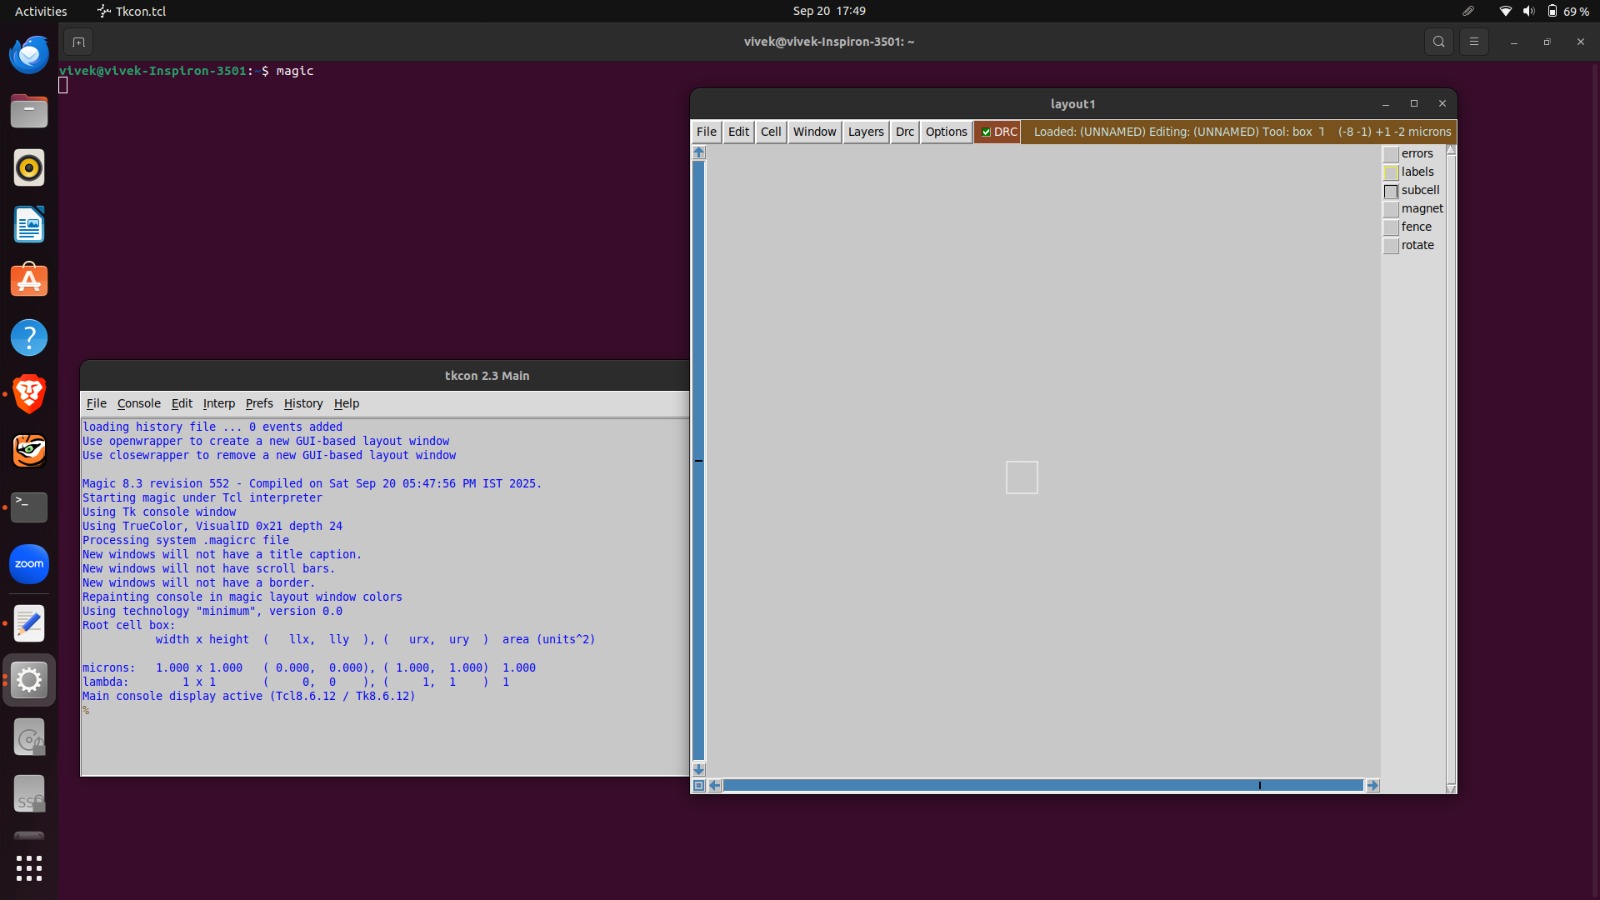 Activities
Tkcon.tcl
Sep 20 17:49
69 %
vivek@vivek-Inspiron-3501: ~
vivek@vivek-Inspiron-3501:~$ magic
layout1
File Edit Cell Window Layers Drc Options DRC Loaded: (UNNAMED) Editing: (UNNAMED) Tool: box (-8 -1) +1 -2 microns
errors
labels
subcell
magnet
fence
rotate
tkcon 2.3 Main
File Console Edit Interp Prefs History Help
loading history file ... 0 events added
Use openwrapper to create a new GUI-based layout window
Use closewrapper to remove a new GUI-based layout window
Magic 8.3 revision 552 - Compiled on Sat Sep 20 05:47:56 PM IST 2025.
Starting magic under Tcl interpreter
Using Tk console window
Using TrueColor, VisualID 0x21 depth 24
Processing system .magicrc file
New windows will not have a title caption.
New windows will not have scroll bars.
New windows will not have a border.
Repainting console in magic layout window colors
Using technology "minimum", version 0.0
Root cell box:
width x height ( llx, lly ), ( urx, ury ) area (units^2)
microns: 1.000 x 1.000 ( 0.000, 0.000), ( 1.000, 1.000) 1.000
lambda: 1 x 1 ( 0, 0 ), ( 1, 1 ) 1
Main console display active (Tcl8.6.12 / Tk8.6.12)
%
zoom